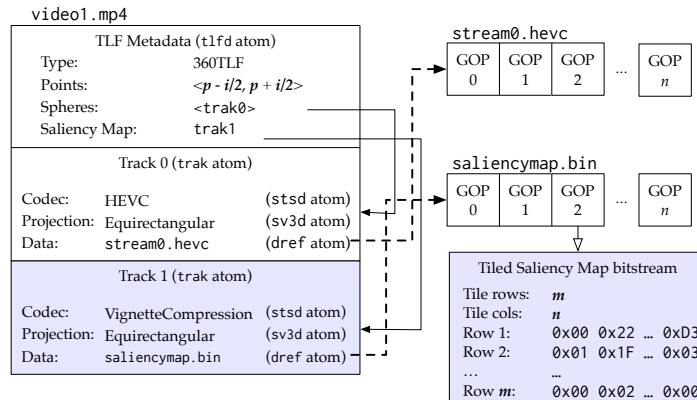 video1.mp4
TLF Metadata (tlfd atom)
Type: 360TLF
Points: <p - i/2, p + i/2>
Spheres: <trak0>
Saliency Map: trak1
Track 0 (trak atom)
Codec: HEVC (stsd atom)
Projection: Equirectangular (sv3d atom)
Data: stream0.hevc (dref atom)
Track 1 (trak atom)
Codec: VignetteCompression (stsd atom)
Projection: Equirectangular (sv3d atom)
Data: saliencymap.bin (dref atom)
stream0.hevc
GOP GOP GOP GOP
0 1 2 ... n
saliencymap.bin
GOP GOP GOP GOP
0 1 2 ... n
Tiled Saliency Map bitstream
Tile rows: m
Tile cols: n
Row 1: 0x00 0x22 … 0xD3
Row 2: 0x01 0x1F … 0x03
… …
Row m: 0x00 0x02 … 0x00